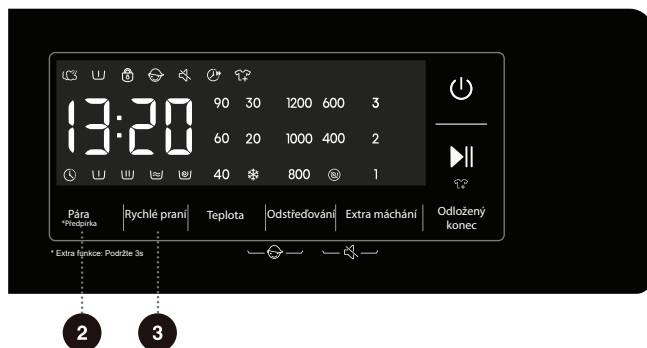 90 30 1200 600 3
13:20
60 20 1000 400 2
40 800 1
Pára
*Předpírka
Rychlé praní
Teplota
Odstřeďování
Extra máchání
Odložený
konec
* Extra funkce: Podržte 3s
2 3